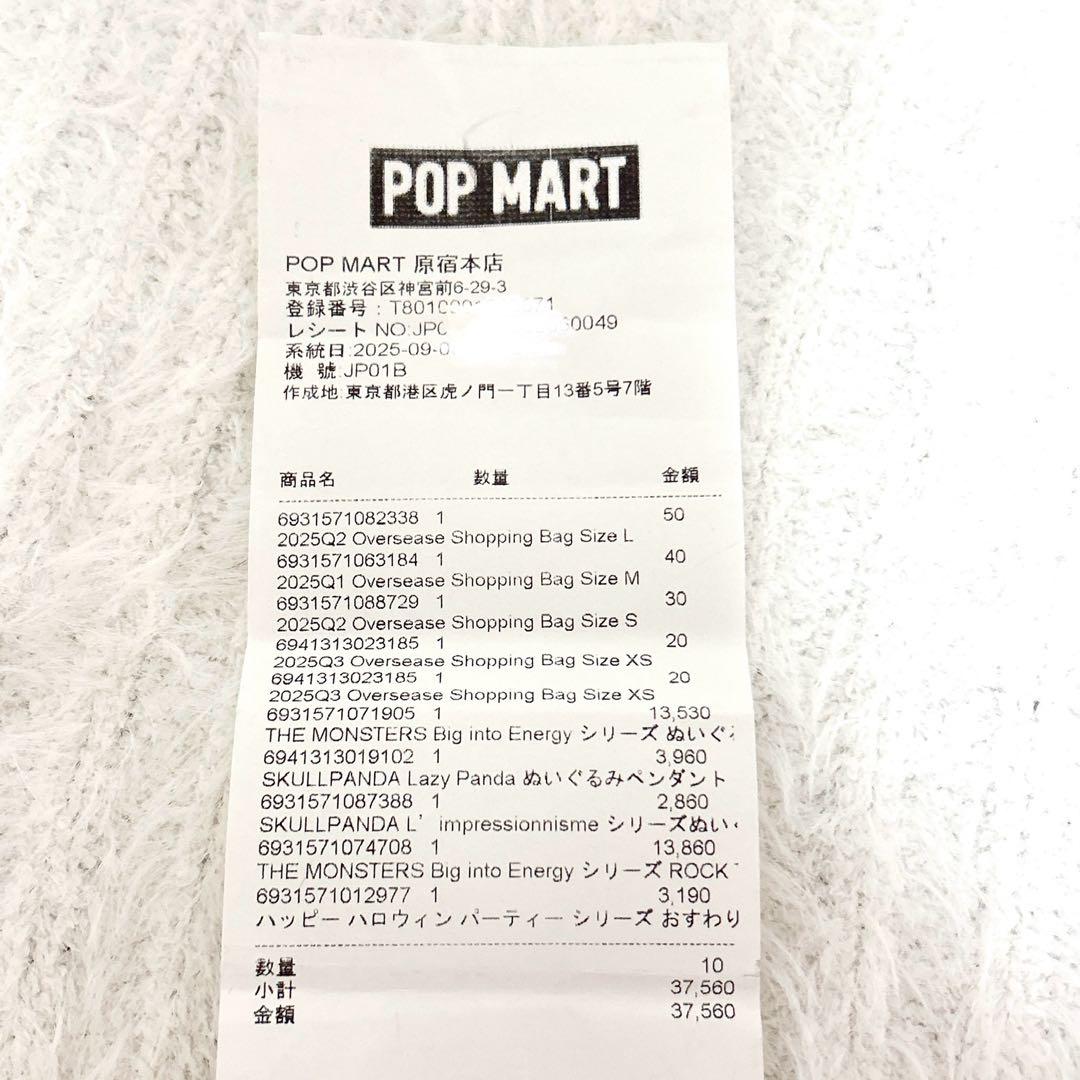 POP MART
POP MART 原宿本店
東京都渋谷区神宮前6-29-3
登録番号:T801000
レシート NO:JP0 60049
系統日:2025-09-0
機 號:JP01B
作成地:東京都港区虎ノ門一丁目13番5号7階
商品名 数量 金額
6931571082338 1 50
2025Q2 Oversease Shopping Bag Size L
6931571063184 1 40
2025Q1 Oversease Shopping Bag Size M
6931571088729 1 30
2025Q2 Oversease Shopping Bag Size S
6941313023185 1 20
2025Q3 Oversease Shopping Bag Size XS
6941313023185 1 20
2025Q3 Oversease Shopping Bag Size XS
6931571071905 1 13,530
THE MONSTERS Big into Energy シリーズ ぬいぐ
6941313019102 1 3,960
SKULLPANDA Lazy Panda ぬいぐるみペンダント
6931571087388 1 2,860
SKULLPANDA L' impressionnisme シリーズぬい
6931571074708 1 13,860
THE MONSTERS Big into Energy シリーズ ROCK
6931571012977 1 3,190
ハッピー ハロウィン パーティー シリーズ おすわり
数量 10
小計 37,560
金額 37,560